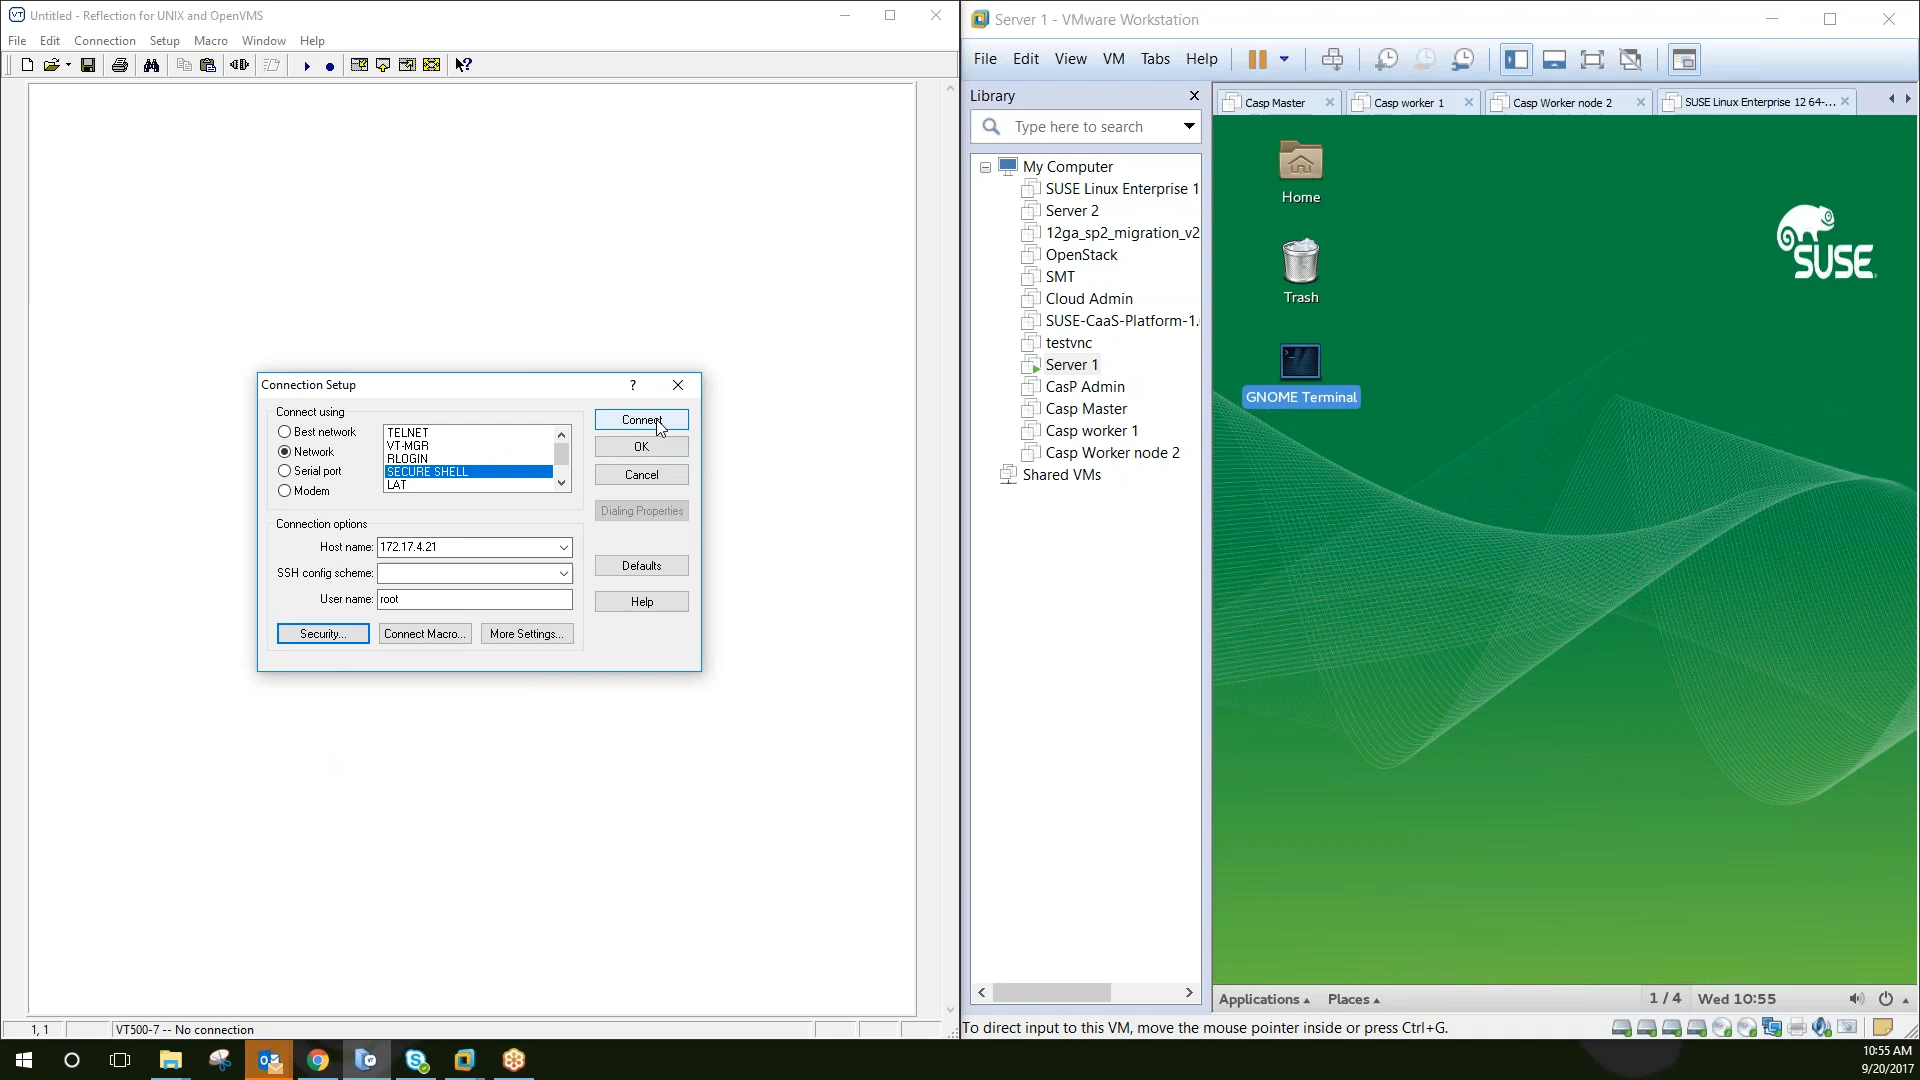 Untitled - Reflection for UNIX and OpenVMS
File Edit Connection Setup Macro Window Help
Connection Setup
Connect using
Best network
Network
Serial port
Modem
TELNET
VT-MGR
RLOGIN
SECURE SHELL
LAT
Connect
OK
Cancel
Dialing Properties
Connection options
Host name: 172.17.4.21
SSH config scheme:
User name: root
Defaults
Help
Security... Connect Macro... More Settings...
1, 1 VT500-7 -- No connection
Server 1 - VMware Workstation
File Edit View VM Tabs Help
Library
Type here to search
My Computer
SUSE Linux Enterprise 1
Server 2
12ga_sp2_migration_v2
OpenStack
SMT
Cloud Admin
SUSE-CaaS-Platform-1.
testvnc
Server 1
CasP Admin
Casp Master
Casp worker 1
Casp Worker node 2
Shared VMs
Casp Master Casp worker 1 Casp Worker node 2 SUSE Linux Enterprise 12 64-...
Home
Trash
GNOME Terminal
SUSE
Applications Places 1 / 4 Wed 10:55
To direct input to this VM, move the mouse pointer inside or press Ctrl+G.
10:55 AM
9/20/2017